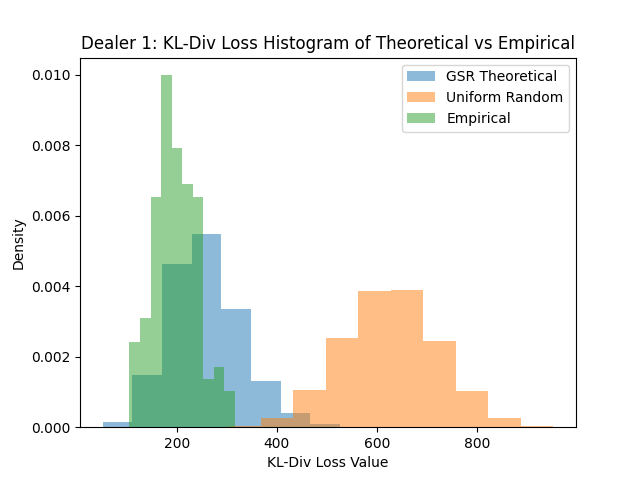 Dealer 1: KL-Div Loss Histogram of Theoretical vs Empirical
GSR Theoretical
Uniform Random
Empirical
0.010
0.008
0.006
0.004
0.002
0.000
Density
200 400 600 800
KL-Div Loss Value